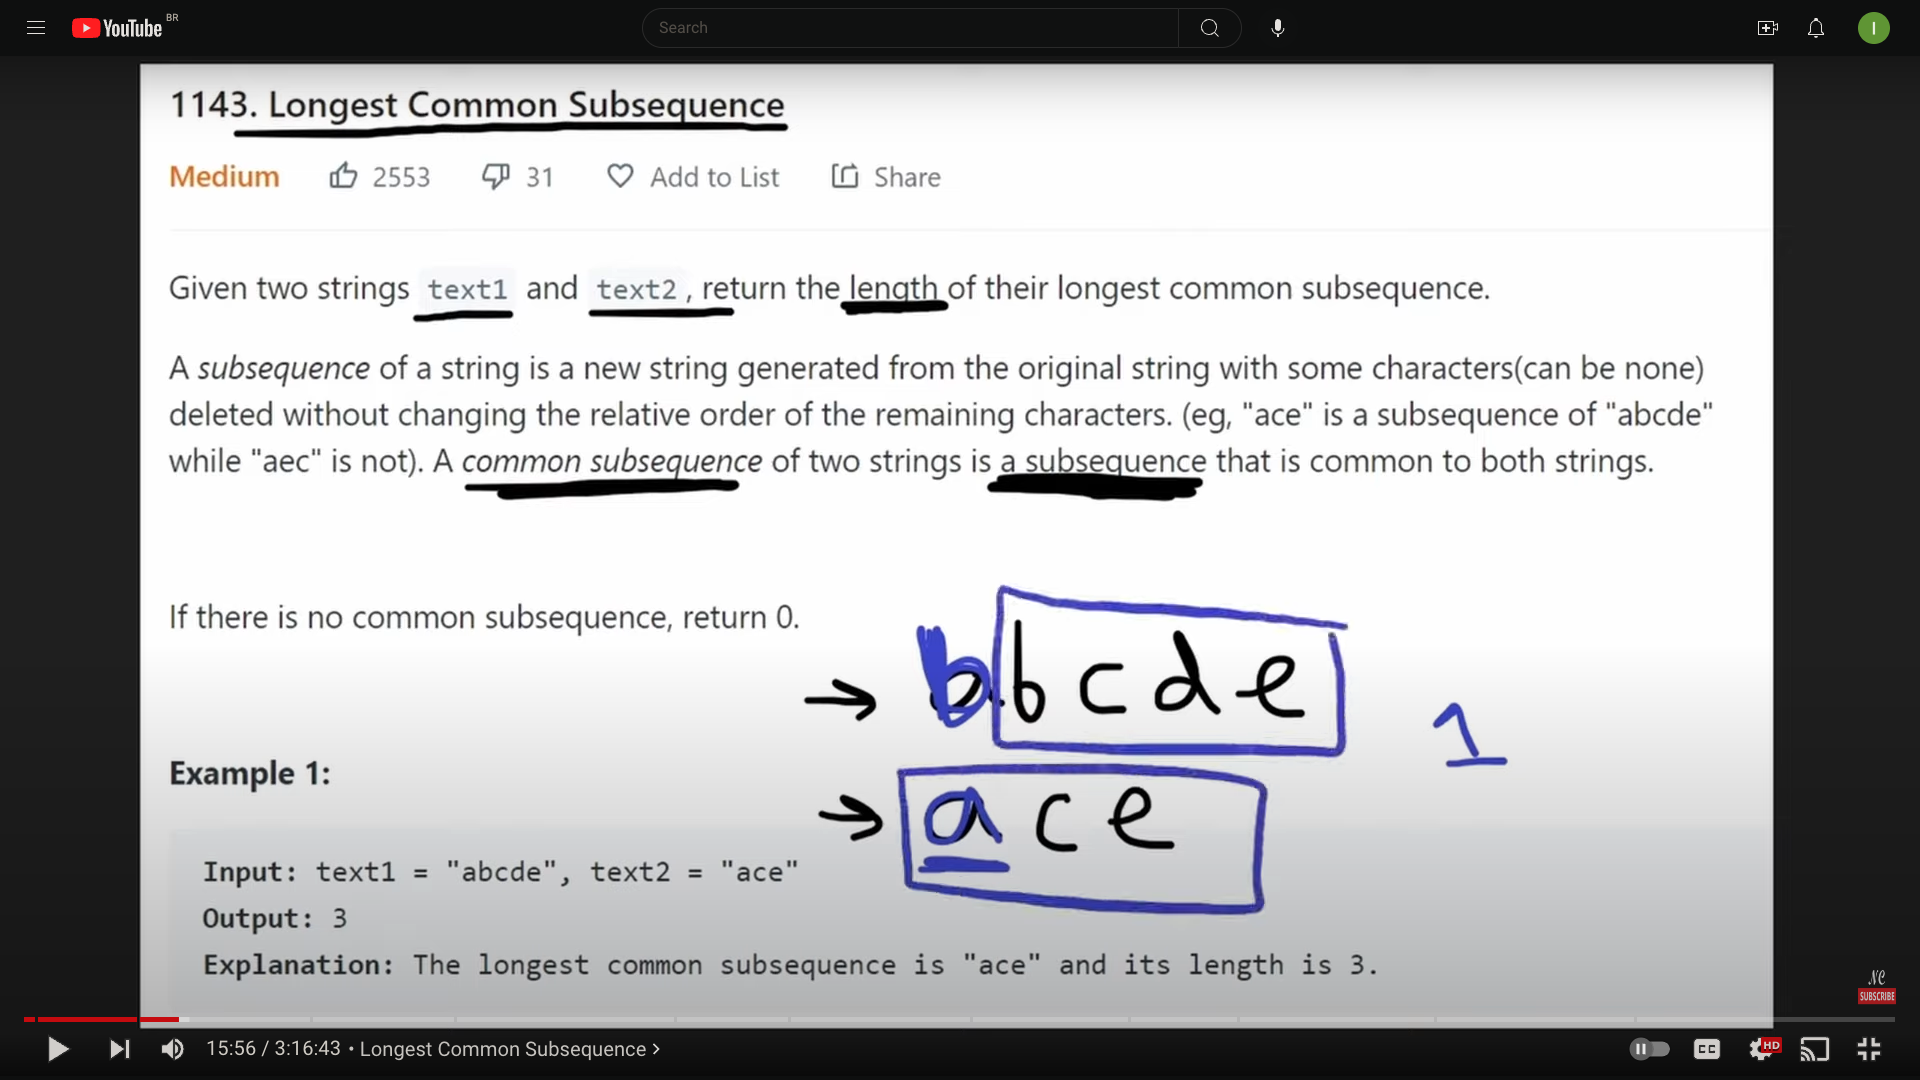 YouTube BR
Search
I
1143. Longest Common Subsequence
Medium 2553 31 Add to List Share
Given two strings text1 and text2, return the length of their longest common subsequence.
A subsequence of a string is a new string generated from the original string with some characters(can be none)
deleted without changing the relative order of the remaining characters. (eg, "ace" is a subsequence of "abcde"
while "aec" is not). A common subsequence of two strings is a subsequence that is common to both strings.
If there is no common subsequence, return 0.
b b c d e
1
a c e
Example 1:
Input: text1 = "abcde", text2 = "ace"
Output: 3
Explanation: The longest common subsequence is "ace" and its length is 3.
NC
SUBSCRIBE
15:56 / 3:16:43 • Longest Common Subsequence >
CC HD